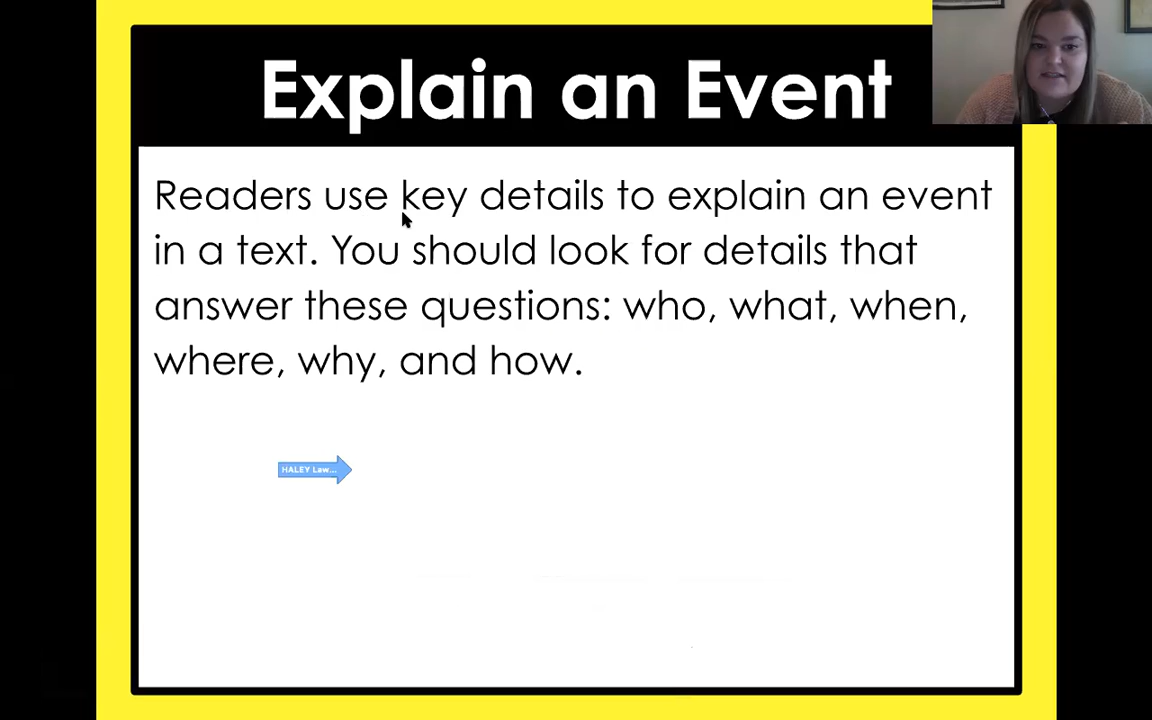 Explain an Event
Readers use key details to explain an event
in a text. You should look for details that
answer these questions: who, what, when,
where, why, and how.
HALEY Law...